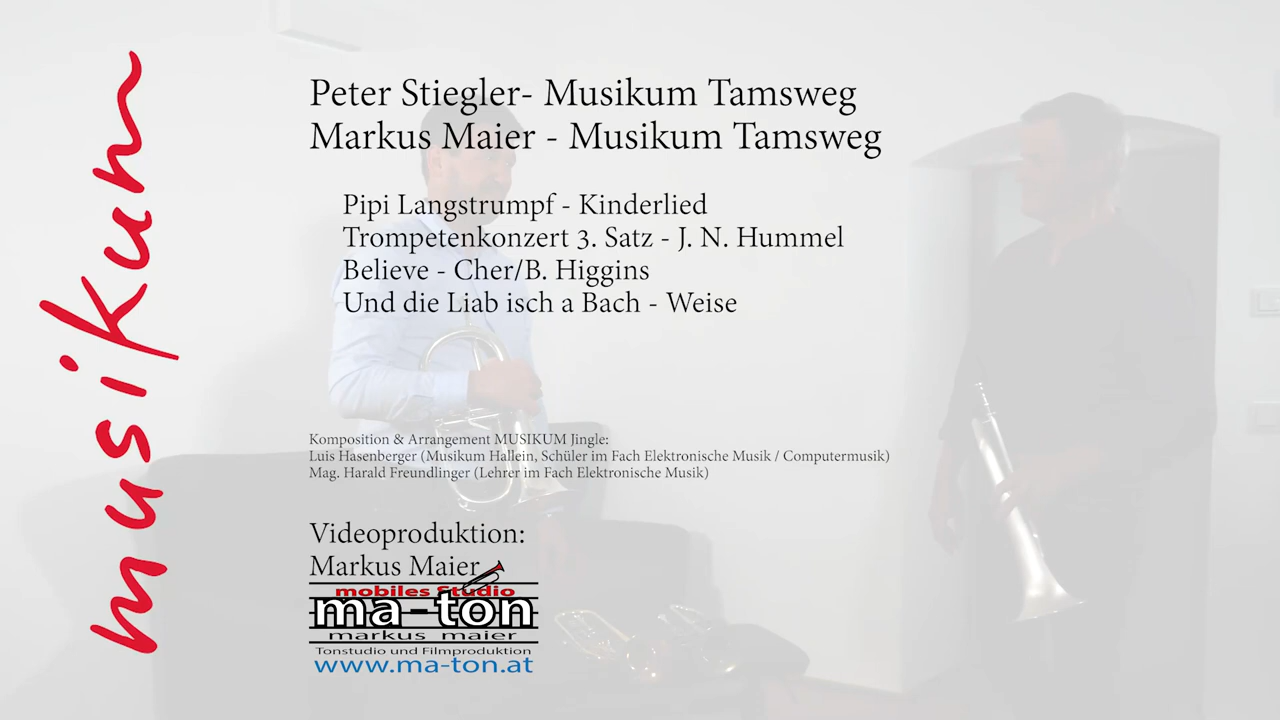 musikum
Peter Stiegler- Musikum Tamsweg
Markus Maier - Musikum Tamsweg
Pipi Langstrumpf - Kinderlied
Trompetenkonzert 3. Satz - J. N. Hummel
Believe - Cher/B. Higgins
Und die Liab isch a Bach - Weise
Komposition & Arrangement MUSIKUM Jingle:
Luis Hasenberger (Musikum Hallein, Schüler im Fach Elektronische Musik / Computermusik)
Mag. Harald Freundlinger (Lehrer im Fach Elektronische Musik)
Videoproduktion:
Markus Maier
mobiles Studio
ma-ton
markus maier
Tonstudio und Filmproduktion
www.ma-ton.at